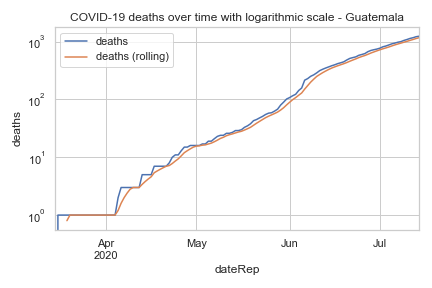 COVID-19 deaths over time with logarithmic scale - Guatemala
deaths
deaths (rolling)
10³
10²
10¹
10⁰
deaths
Apr
2020
May
Jun
Jul
dateRep